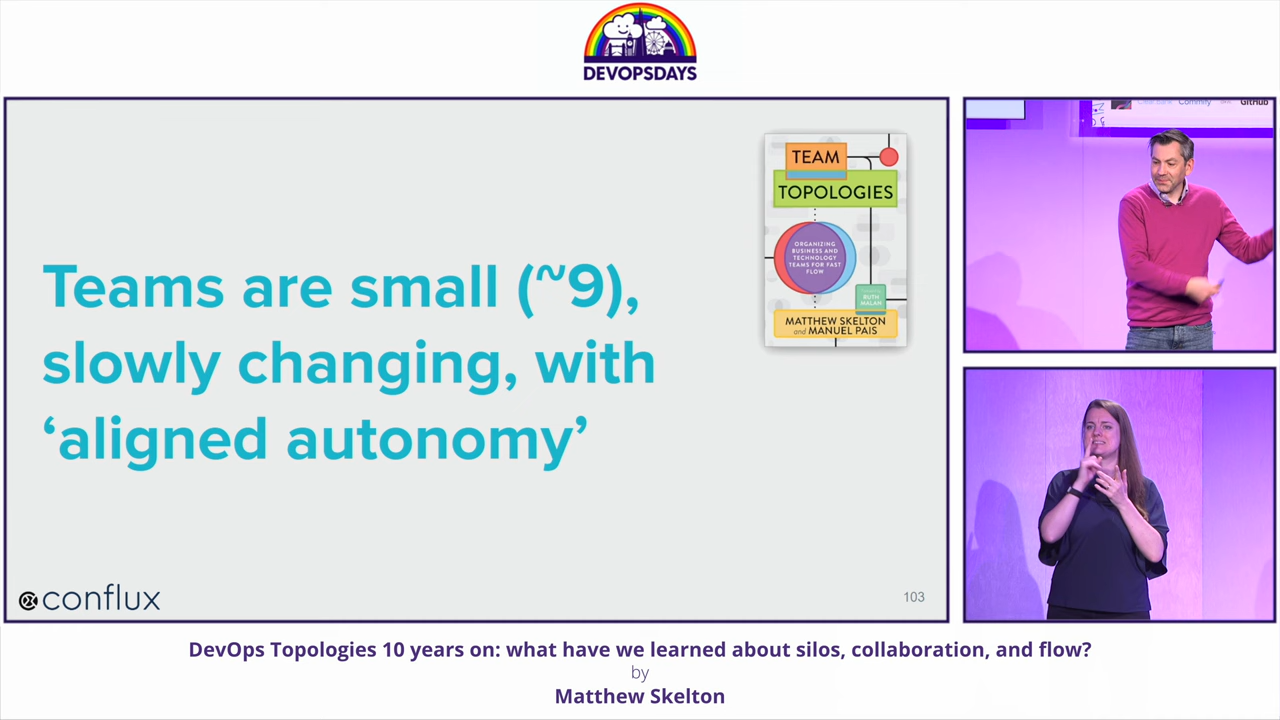 DEVOPSDAYS
Teams are small (~9),
slowly changing, with
‘aligned autonomy’
TEAM
TOPOLOGIES
ORGANIZING
BUSINESS AND
TECHNOLOGY
TEAMS FOR FAST
FLOW
RUTH
MALAN
MATTHEW SKELTON
and MANUEL PAIS
conflux
103
GitHub
DevOps Topologies 10 years on: what have we learned about silos, collaboration, and flow?
by
Matthew Skelton